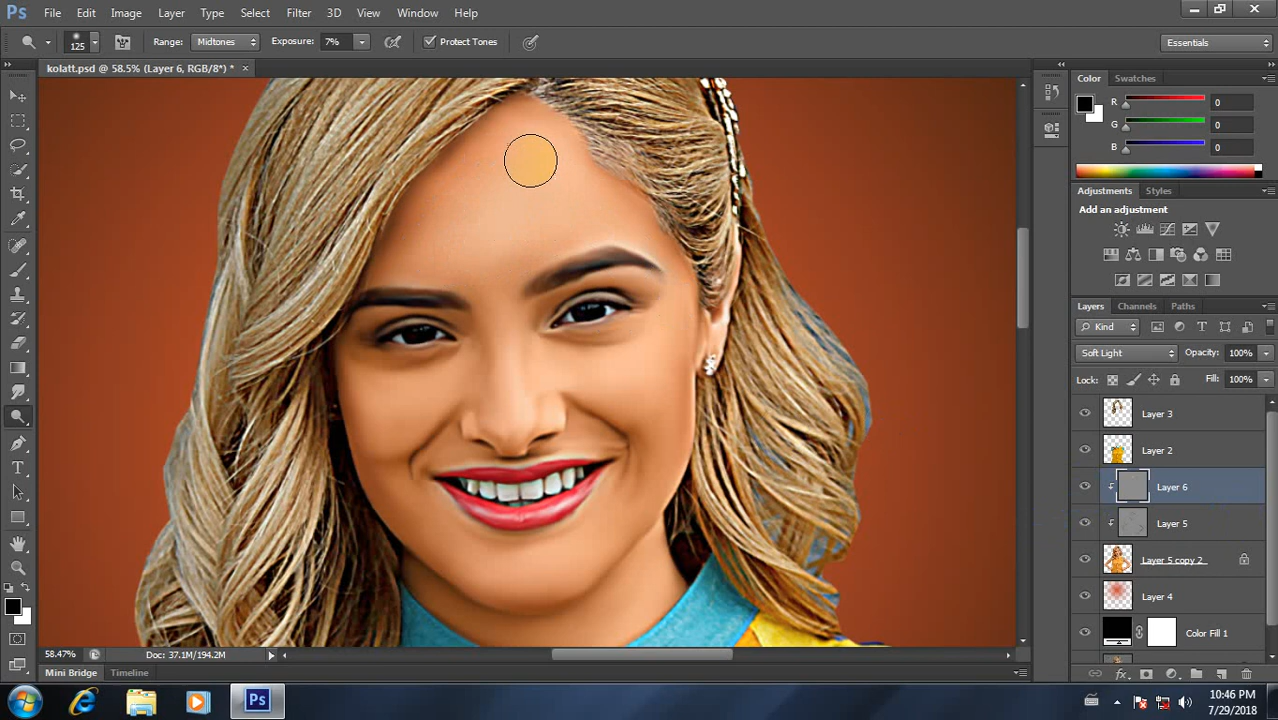 Ps File Edit Image Layer Type Select Filter 3D View Window Help
125 Range: Midtones Exposure: 7% Protect Tones Essentials
kolatt.psd @ 58.5% (Layer 6, RGB/8*) * ×
Color Swatches
R 0
G 0
B 0
Adjustments Styles
Add an adjustment
Layers Channels Paths
Kind
Soft Light Opacity: 100%
Lock: Fill: 100%
Layer 3
Layer 2
Layer 6
Layer 5
Layer 5 copy 2
Layer 4
Color Fill 1
58.47% Doc: 37.1M/194.2M
Mini Bridge Timeline
Ps
10:46 PM
7/29/2018